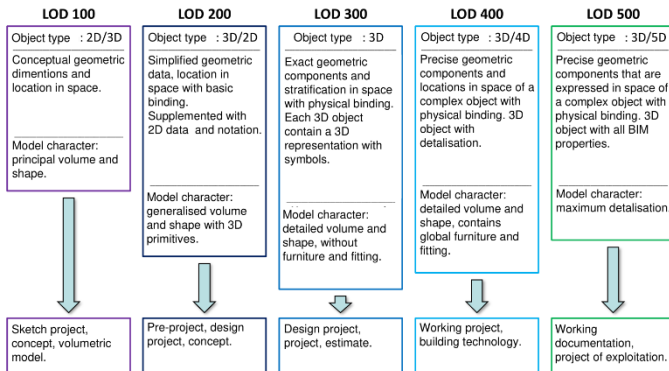 LOD 100
Object type : 2D/3D
Conceptual geometric
dimentions and
location in space.
Model character:
principal volume and
shape.
Sketch project,
concept, volumetric
model.
LOD 200
Object type : 3D/2D
Simplified geometric
data, location in
space with basic
binding.
Supplemented with
2D data and notation.
Model character:
generalised volume
and shape with 3D
primitives.
Pre-project, design
project, concept.
LOD 300
Object type : 3D
Exact geometric
components and
stratification in space
with physical binding.
Each 3D object
contain a 3D
representation with
symbols.
Model character:
detailed volume and
shape, without
furniture and fitting.
Design project,
project, estimate.
LOD 400
Object type : 3D/4D
Precise geometric
components and
locations in space of a
complex object with
physical binding. 3D
object with
detalisation.
Model character:
detailed volume and
shape, contains
global furniture and
fitting.
Working project,
building technology.
LOD 500
Object type : 3D/5D
Precise geometric
components that are
expressed in space of
a complex object with
physical binding. 3D
object with all BIM
properties.
Model character:
maximum detalisation.
Working
documentation,
project of exploitation.